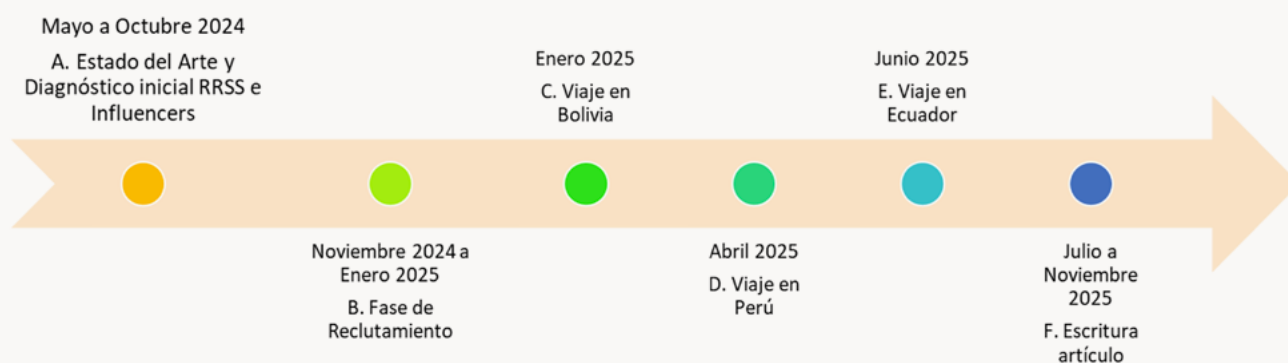 Mayo a Octubre 2024
A. Estado del Arte y
Diagnóstico inicial RRSS e
Influencers
Noviembre 2024 a
Enero 2025
B. Fase de
Reclutamiento
Enero 2025
C. Viaje en
Bolivia
Abril 2025
D. Viaje en
Perú
Junio 2025
E. Viaje en
Ecuador
Julio a
Noviembre
2025
F. Escritura
artículo